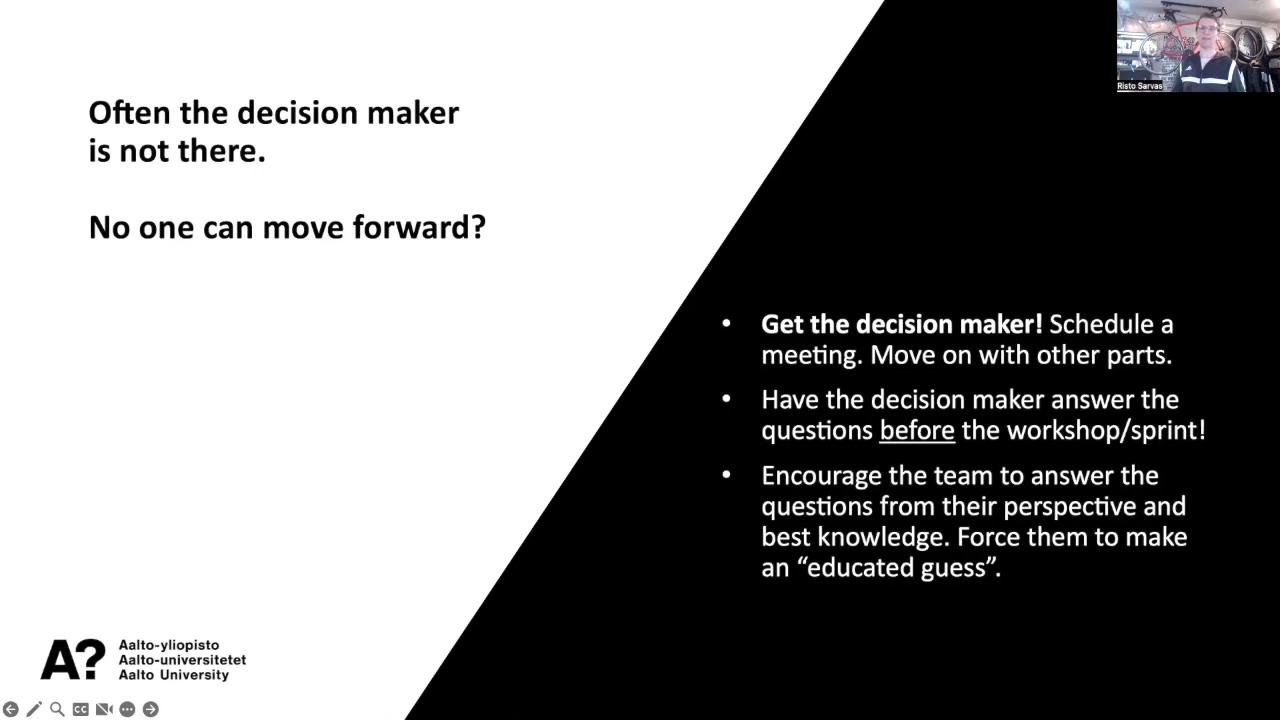 Often the decision maker
is not there.
No one can move forward?
Risto Sarvas
• Get the decision maker! Schedule a
meeting. Move on with other parts.
• Have the decision maker answer the
questions before the workshop/sprint!
• Encourage the team to answer the
questions from their perspective and
best knowledge. Force them to make
an “educated guess”.
A?
Aalto-yliopisto
Aalto-universitetet
Aalto University
CC